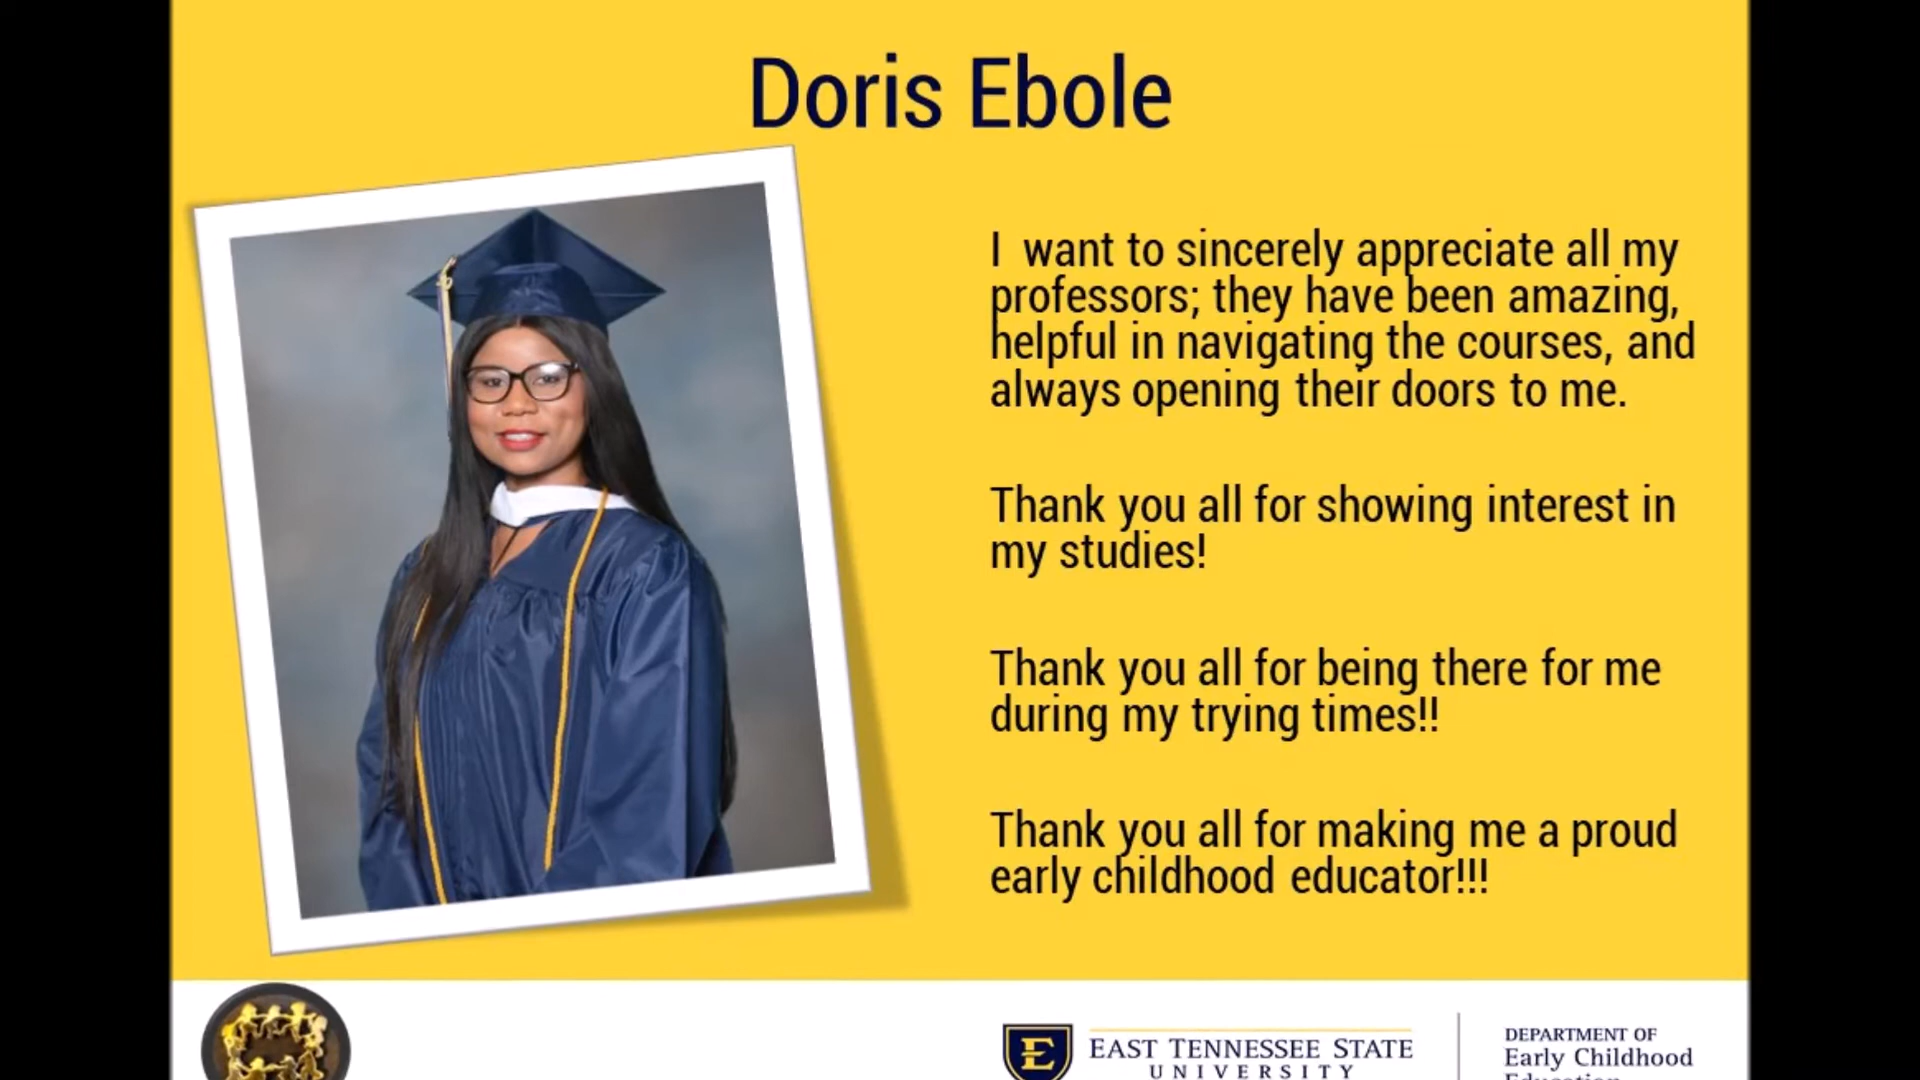 Doris Ebole
I want to sincerely appreciate all my
professors; they have been amazing,
helpful in navigating the courses, and
always opening their doors to me.
Thank you all for showing interest in
my studies!
Thank you all for being there for me
during my trying times!!
Thank you all for making me a proud
early childhood educator!!!
E
EAST TENNESSEE STATE
UNIVERSITY
DEPARTMENT OF
Early Childhood
Education